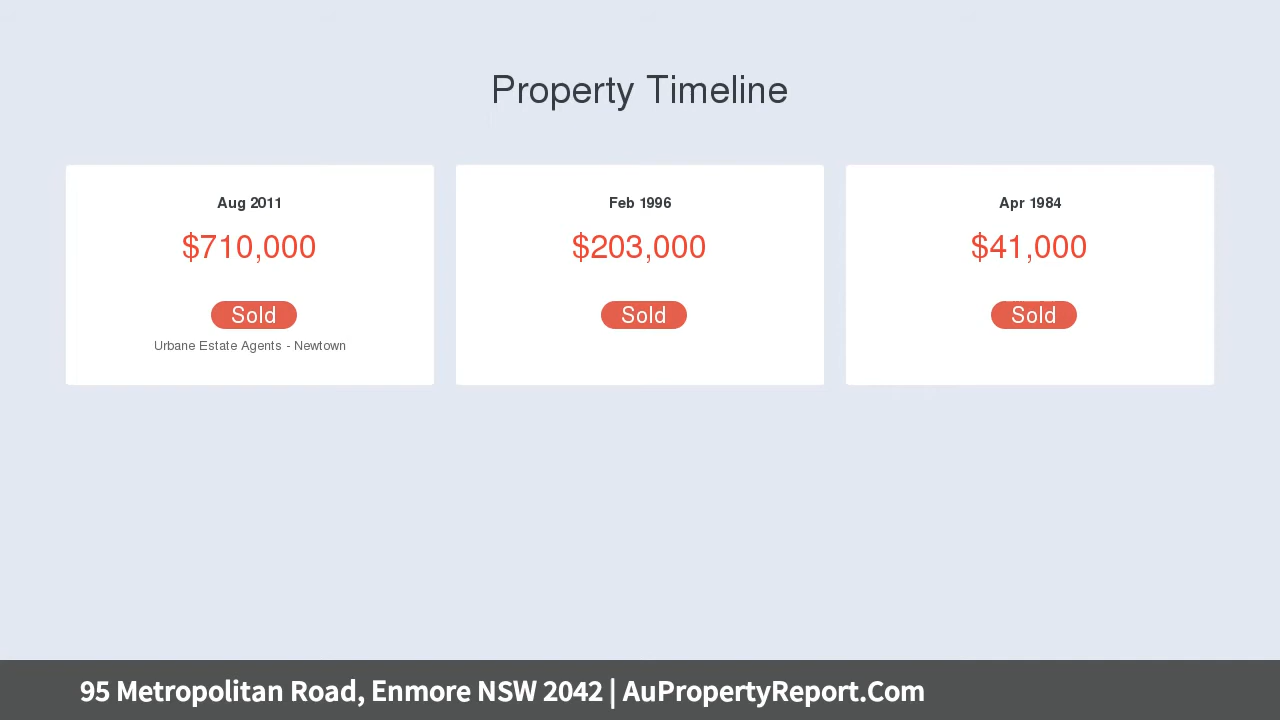 Property Timeline
Aug 2011
$710,000
Sold
Urbane Estate Agents - Newtown
Feb 1996
$203,000
Sold
Apr 1984
$41,000
Sold
95 Metropolitan Road, Enmore NSW 2042 | AuPropertyReport.Com